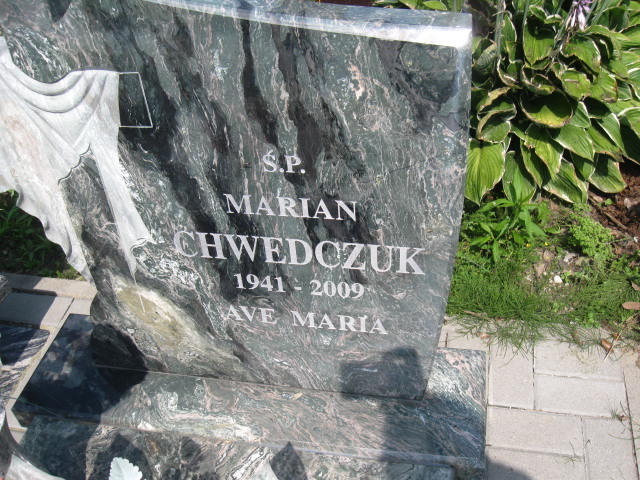 Ś.P.
MARIAN
CHWEDCZUK
1941 - 2009
AVE MARIA